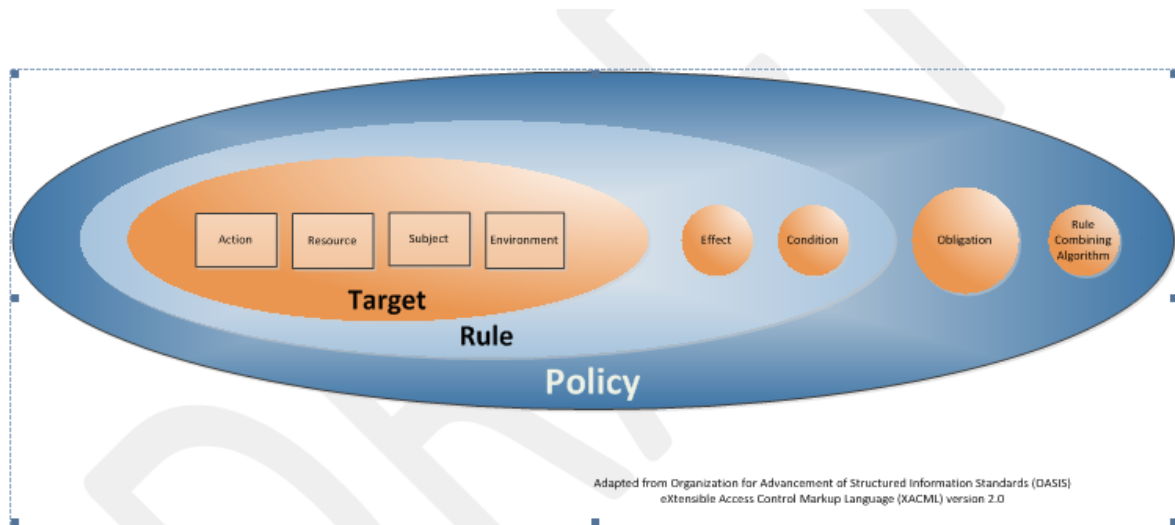 Action
Resource
Subject
Environment
Effect
Condition
Obligation
Rule
Combining
Algorithm
Target
Rule
Policy
Adapted from Organization for Advancement of Structured Information Standards (OASIS)
eXtensible Access Control Markup Language (XACML) version 2.0
DRAFT